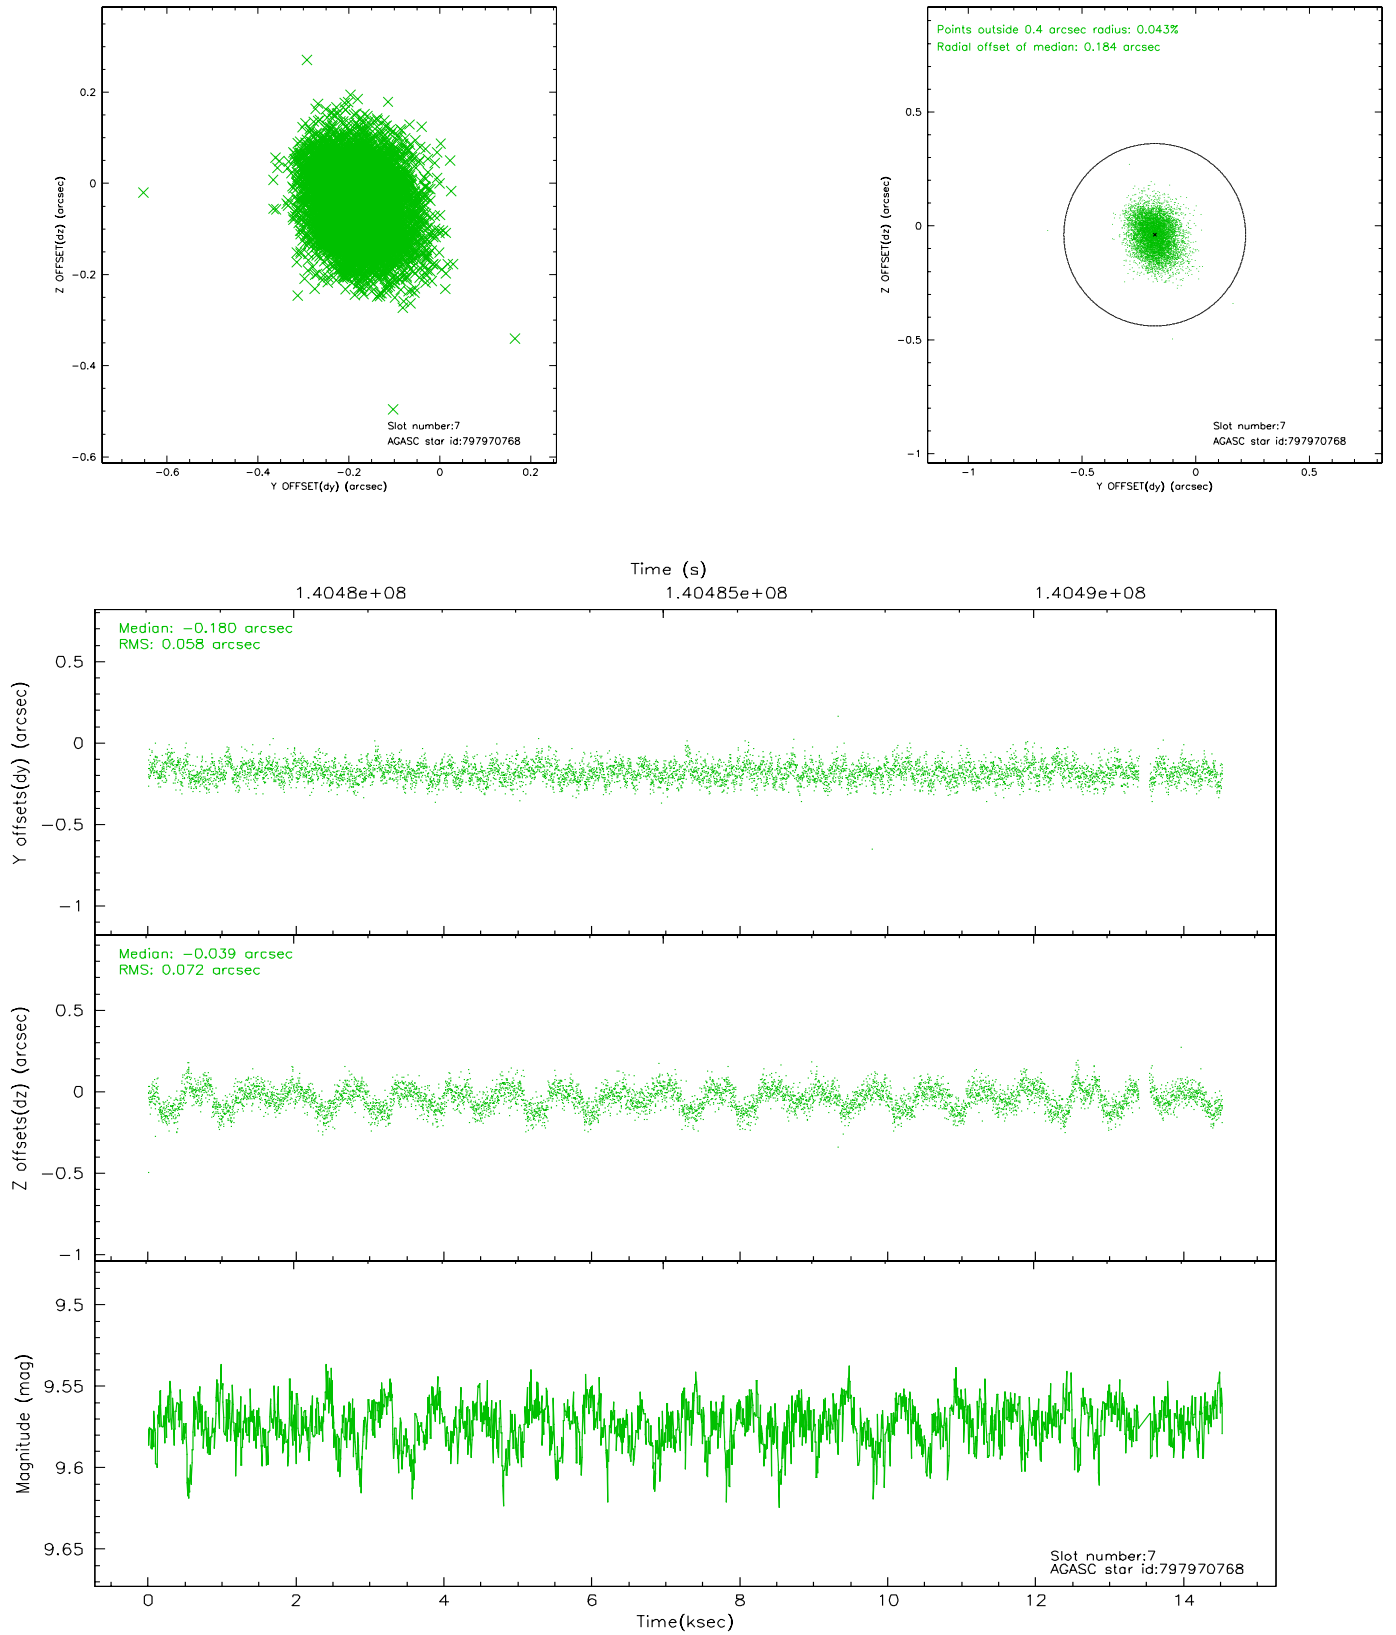 0.2
0
−0.2
−0.4
−0.6
Z OFFSET(dz) (arcsec)
−0.6 −0.4 −0.2 0 0.2
Y OFFSET(dy) (arcsec)
Slot number:7
AGASC star id:797970768
Points outside 0.4 arcsec radius: 0.043%
Radial offset of median: 0.184 arcsec
0.5
0
−0.5
−1
Z OFFSET(dz) (arcsec)
−1 −0.5 0 0.5
Y OFFSET(dy) (arcsec)
Slot number:7
AGASC star id:797970768
Time (s)
1.4048e+08 1.40485e+08 1.4049e+08
Median: −0.180 arcsec
RMS: 0.058 arcsec
0.5
0
−0.5
−1
Y offsets(dy) (arcsec)
Median: −0.039 arcsec
RMS: 0.072 arcsec
0.5
0
−0.5
−1
Z offsets(dz) (arcsec)
9.5
9.55
9.6
9.65
Magnitude (mag)
Slot number:7
AGASC star id:797970768
0 2 4 6 8 10 12 14
Time(ksec)